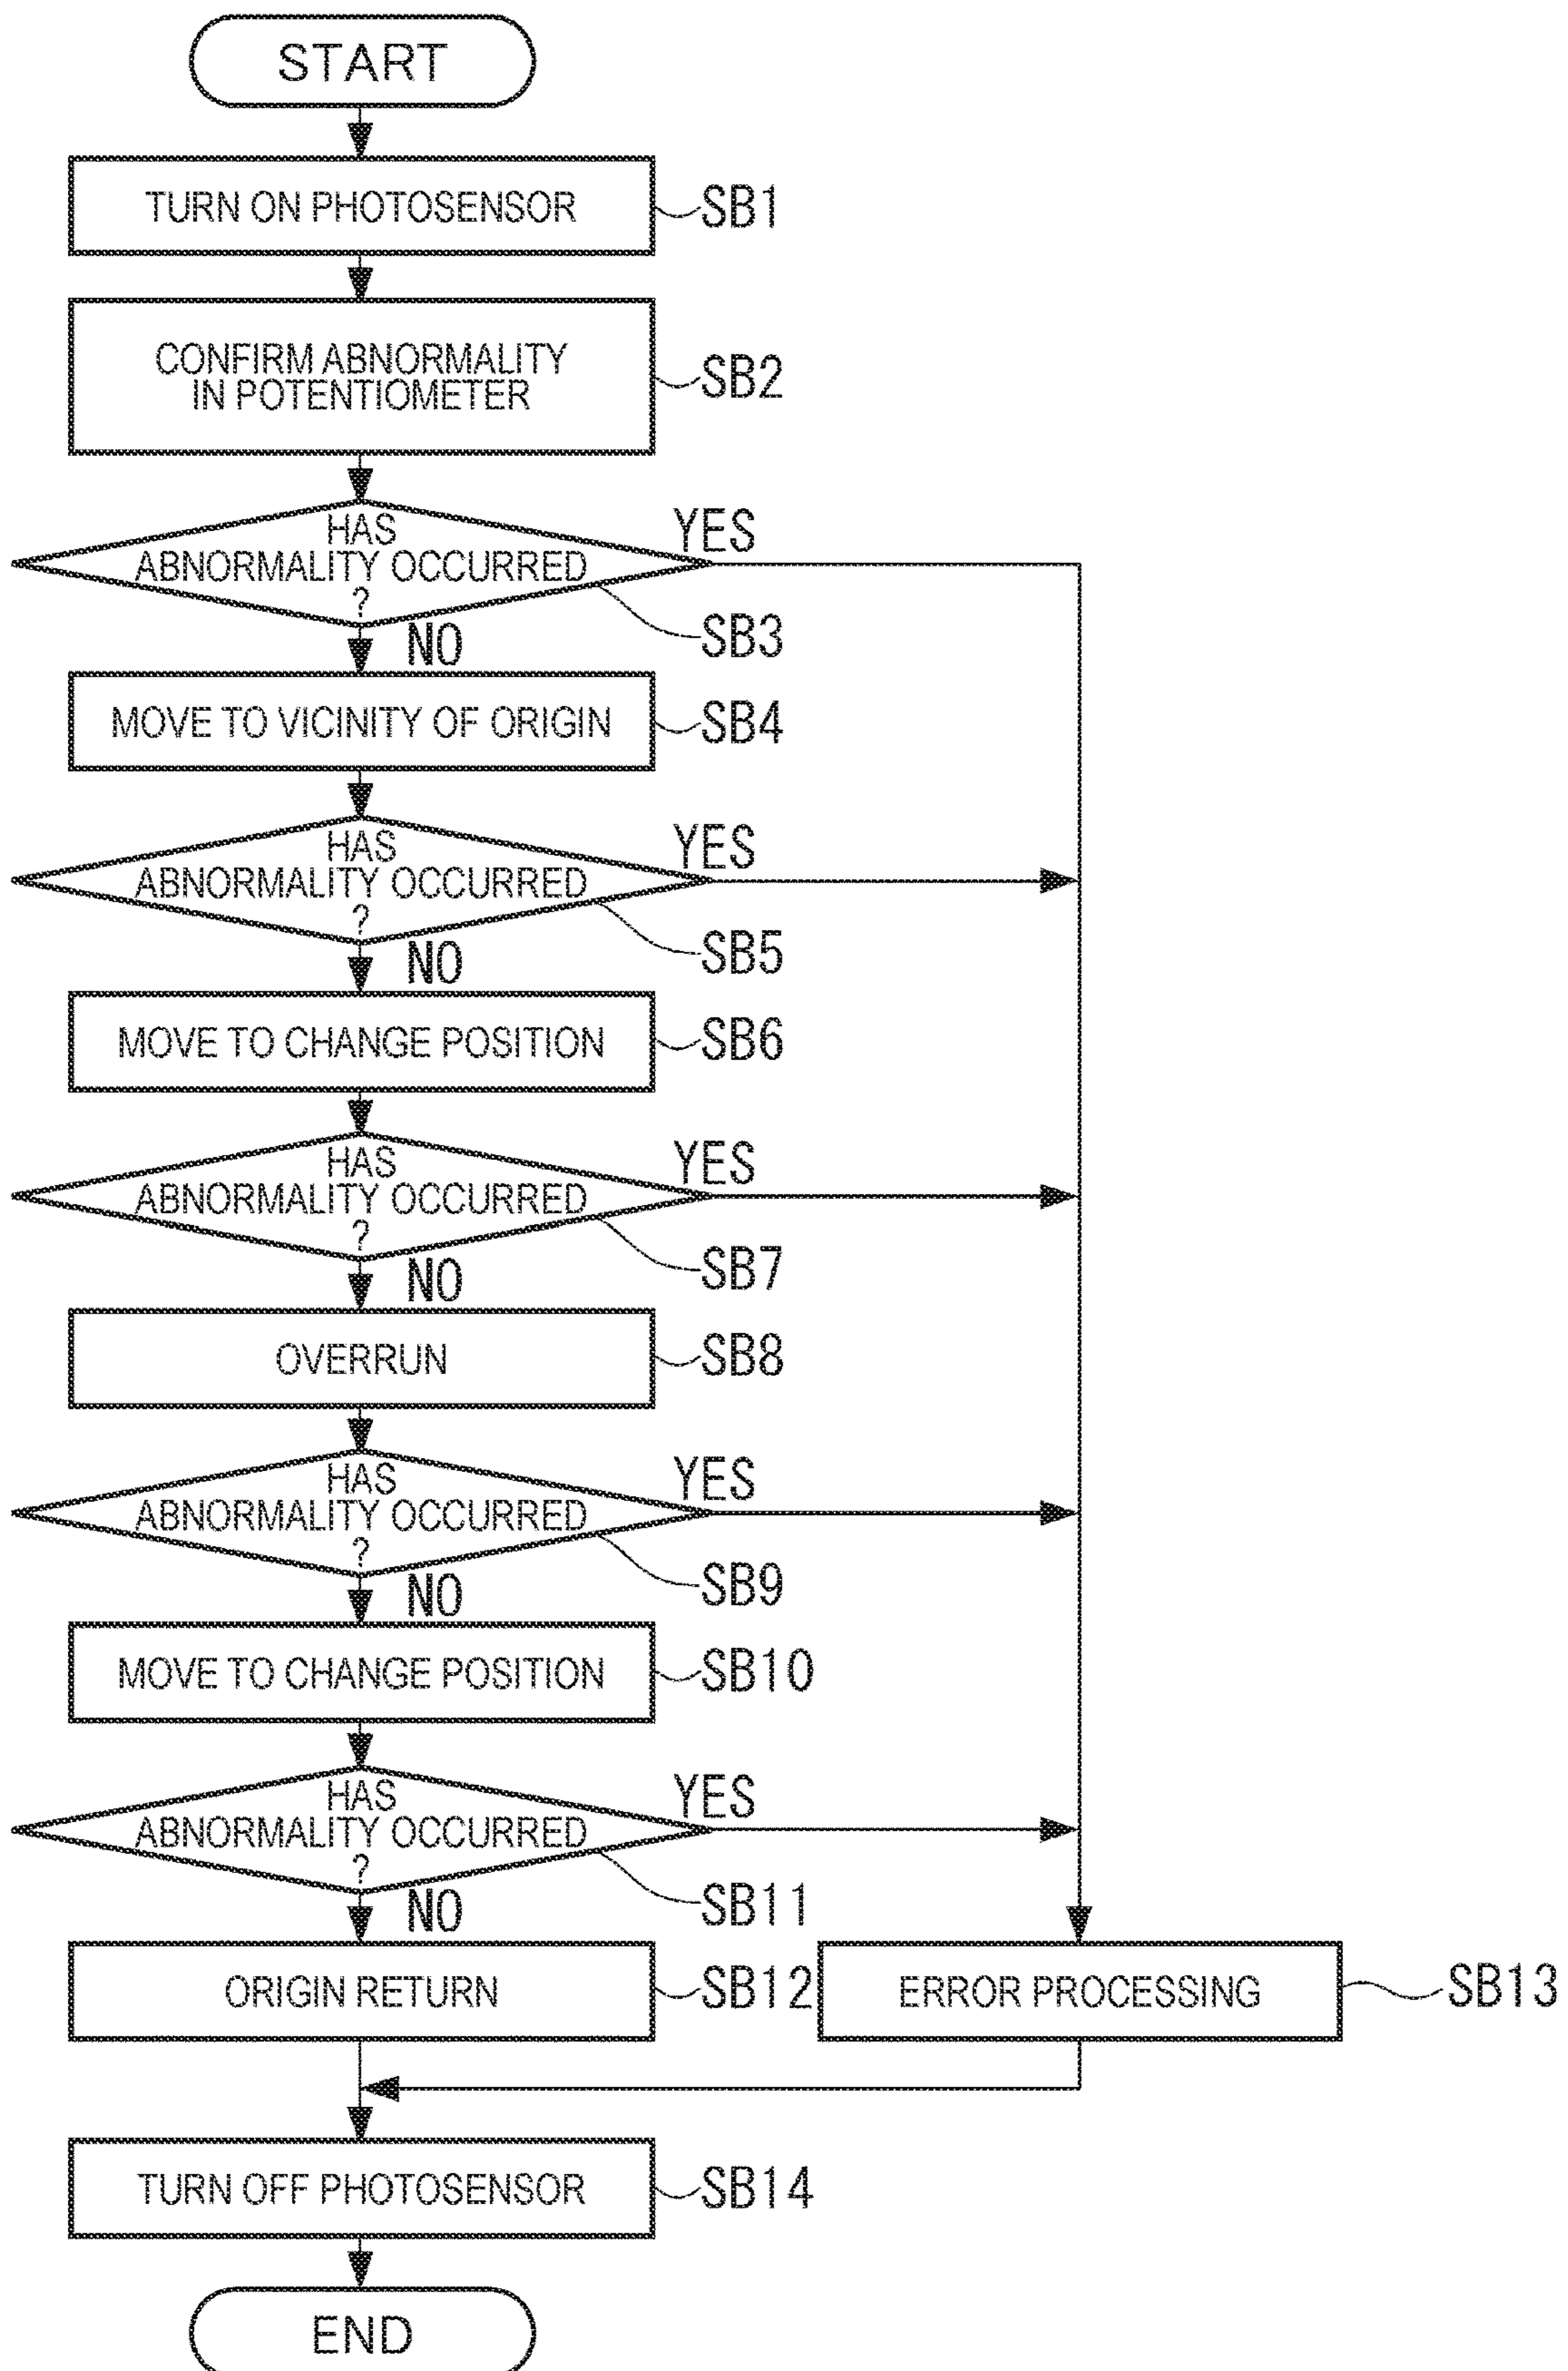 START
TURN ON PHOTOSENSOR
SB1
CONFIRM ABNORMALITY
IN POTENTIOMETER
SB2
HAS
ABNORMALITY OCCURRED
?
YES
SB3
NO
MOVE TO VICINITY OF ORIGIN
SB4
HAS
ABNORMALITY OCCURRED
?
YES
SB5
NO
MOVE TO CHANGE POSITION
SB6
HAS
ABNORMALITY OCCURRED
?
YES
SB7
NO
OVERRUN
SB8
HAS
ABNORMALITY OCCURRED
?
YES
SB9
NO
MOVE TO CHANGE POSITION
SB10
HAS
ABNORMALITY OCCURRED
?
YES
SB11
NO
ORIGIN RETURN
SB12
ERROR PROCESSING
SB13
TURN OFF PHOTOSENSOR
SB14
END